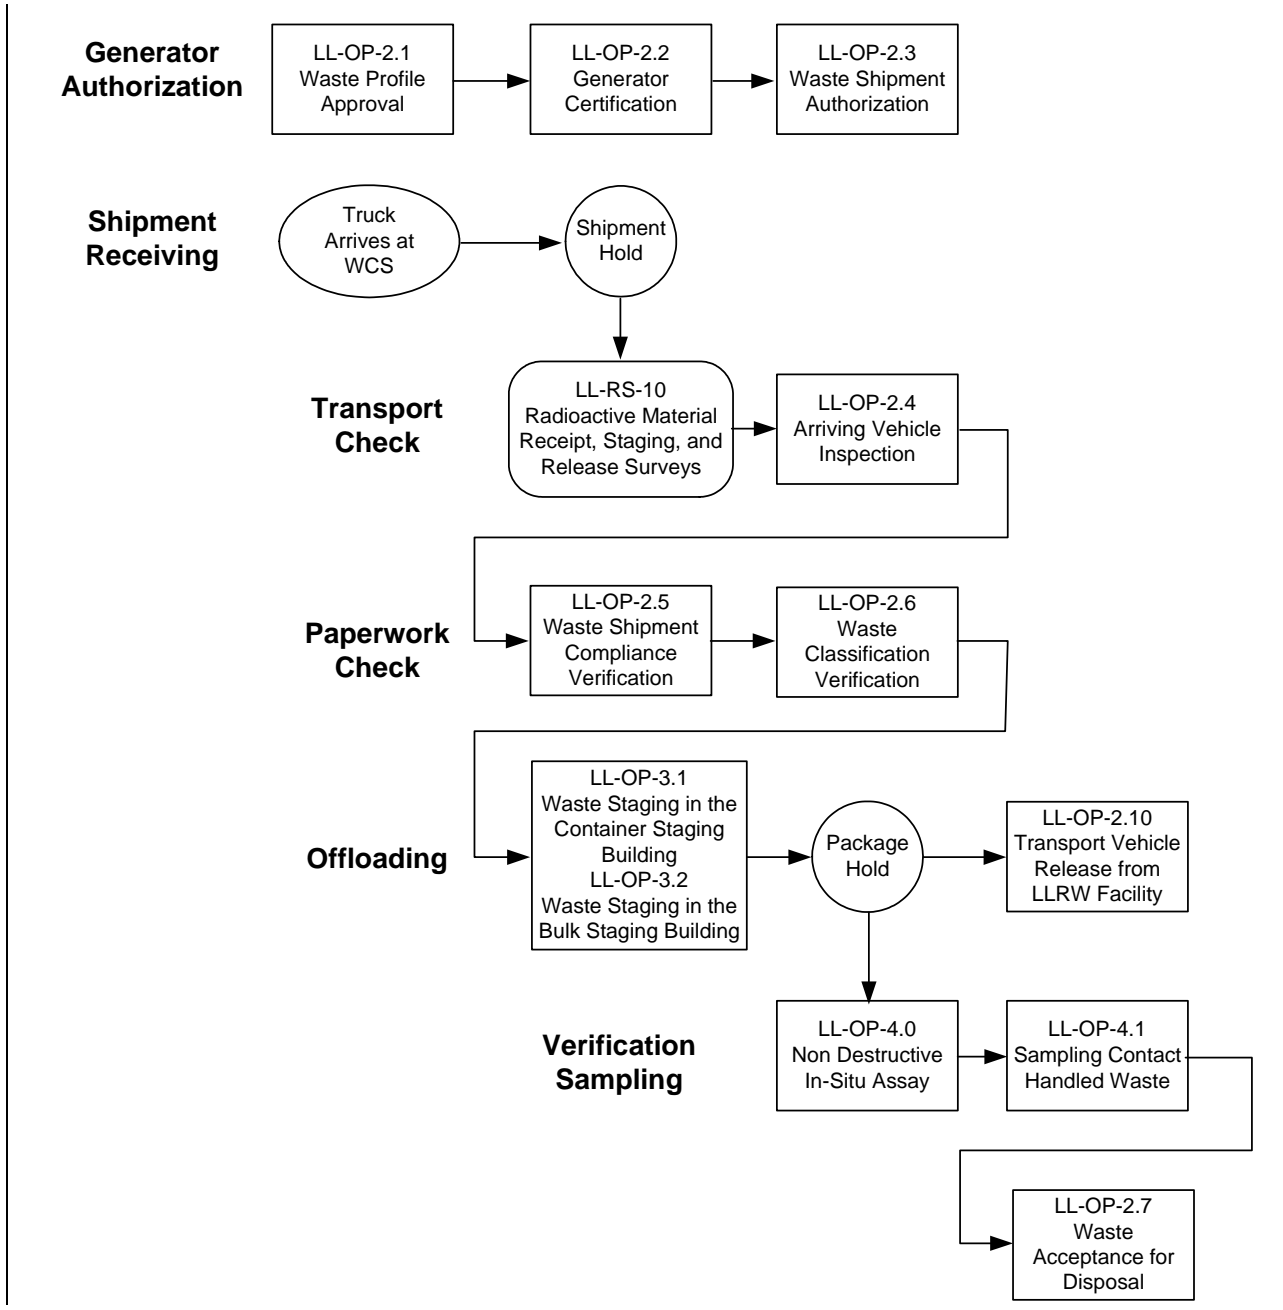 Generator
Authorization
LL-OP-2.1
Waste Profile
Approval
LL-OP-2.2
Generator
Certification
LL-OP-2.3
Waste Shipment
Authorization
Shipment
Receiving
Truck
Arrives at
WCS
Shipment
Hold
Transport
Check
LL-RS-10
Radioactive Material
Receipt, Staging, and
Release Surveys
LL-OP-2.4
Arriving Vehicle
Inspection
Paperwork
Check
LL-OP-2.5
Waste Shipment
Compliance
Verification
LL-OP-2.6
Waste
Classification
Verification
Offloading
LL-OP-3.1
Waste Staging in the
Container Staging
Building
LL-OP-3.2
Waste Staging in the
Bulk Staging Building
Package
Hold
LL-OP-2.10
Transport Vehicle
Release from
LLRW Facility
Verification
Sampling
LL-OP-4.0
Non Destructive
In-Situ Assay
LL-OP-4.1
Sampling Contact
Handled Waste
LL-OP-2.7
Waste
Acceptance for
Disposal